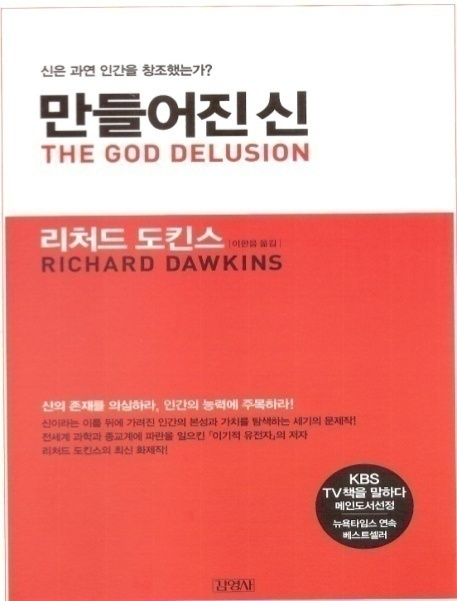 신은 과연 인간을 창조했는가?
만들어진 신
THE GOD DELUSION
리처드 도킨스 |이한음 옮김|
RICHARD DAWKINS
신의 존재를 의심하라, 인간의 능력에 주목하라!
신이라는 이름 뒤에 가려진 인간의 본성과 가치를 탐색하는 세기의 문제작!
전세계 과학과 종교계에 파란을 일으킨 「이기적 유전자」의 저자
리처드 도킨스의 최신 화제작!
KBS
TV 책을 말하다
메인도서선정
뉴욕타임스 연속
베스트셀러
김영사